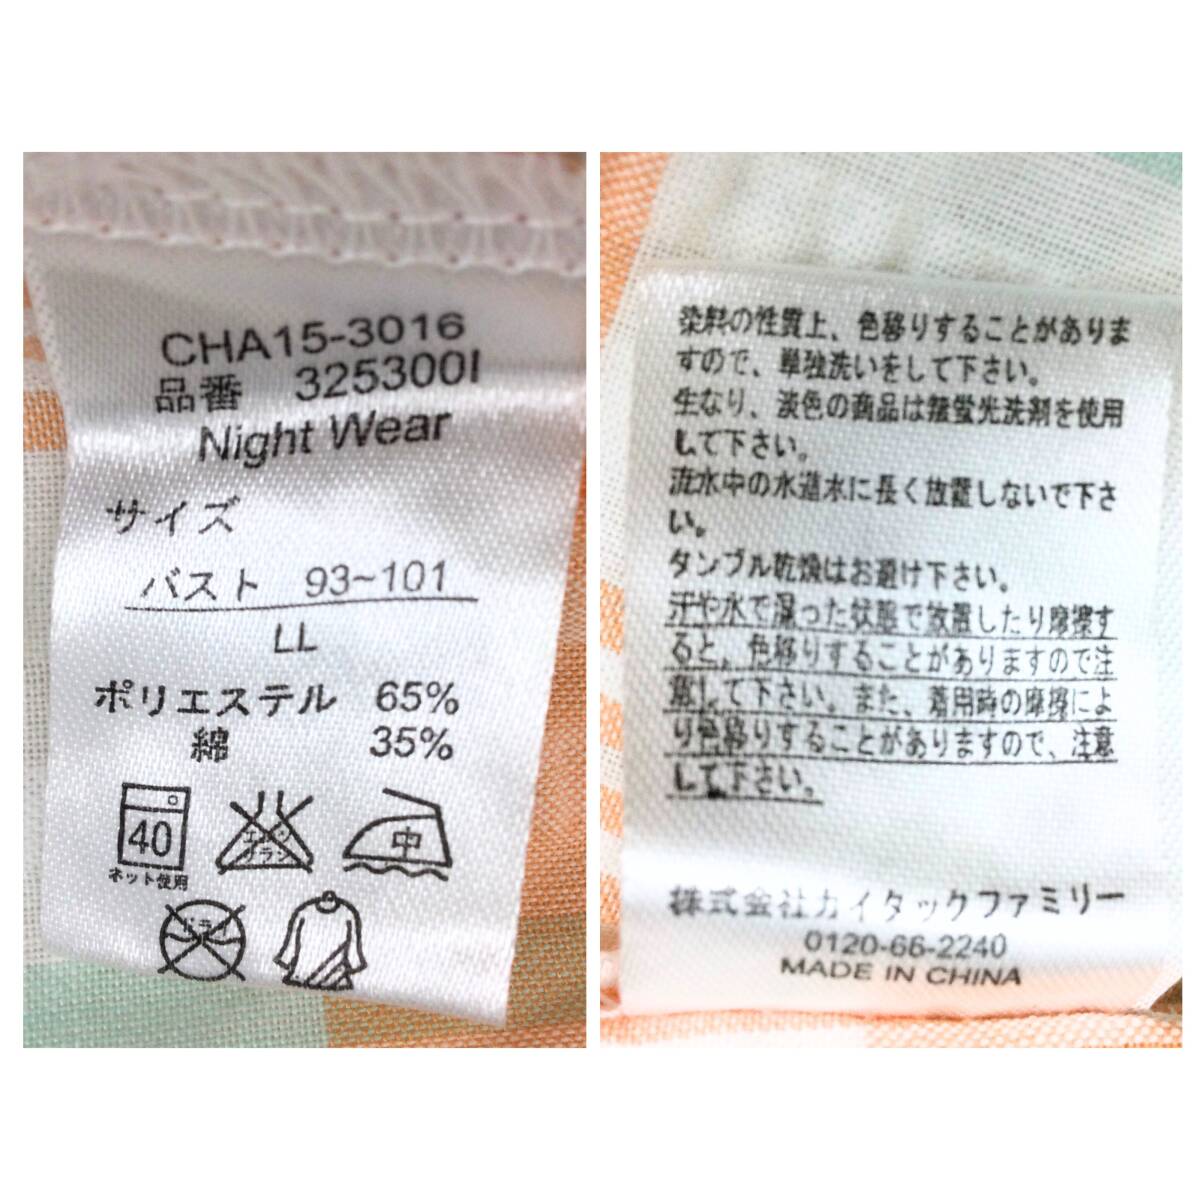 CHA15-3016
品番 325300I
Night Wear
サイズ
バスト 93~101
LL
ポリエステル 65%
綿 35%
40
ネット使用
中
ドライ
染料の性質上、色移りすることがありま
すので、単独洗いをして下さい。
生なり、淡色の商品は無蛍光洗剤を使用
して下さい。
流水中の水道水に長く放置しないで下さ
い。
タンブル乾燥はお避け下さい。
汗や水で湿った状態で放置したり摩擦す
ると、色移りすることがありますので注
意して下さい。また、着用時の摩擦によ
り色移りすることがありますので、注意
して下さい。
株式会社カイタックファミリー
0120-66-2240
MADE IN CHINA